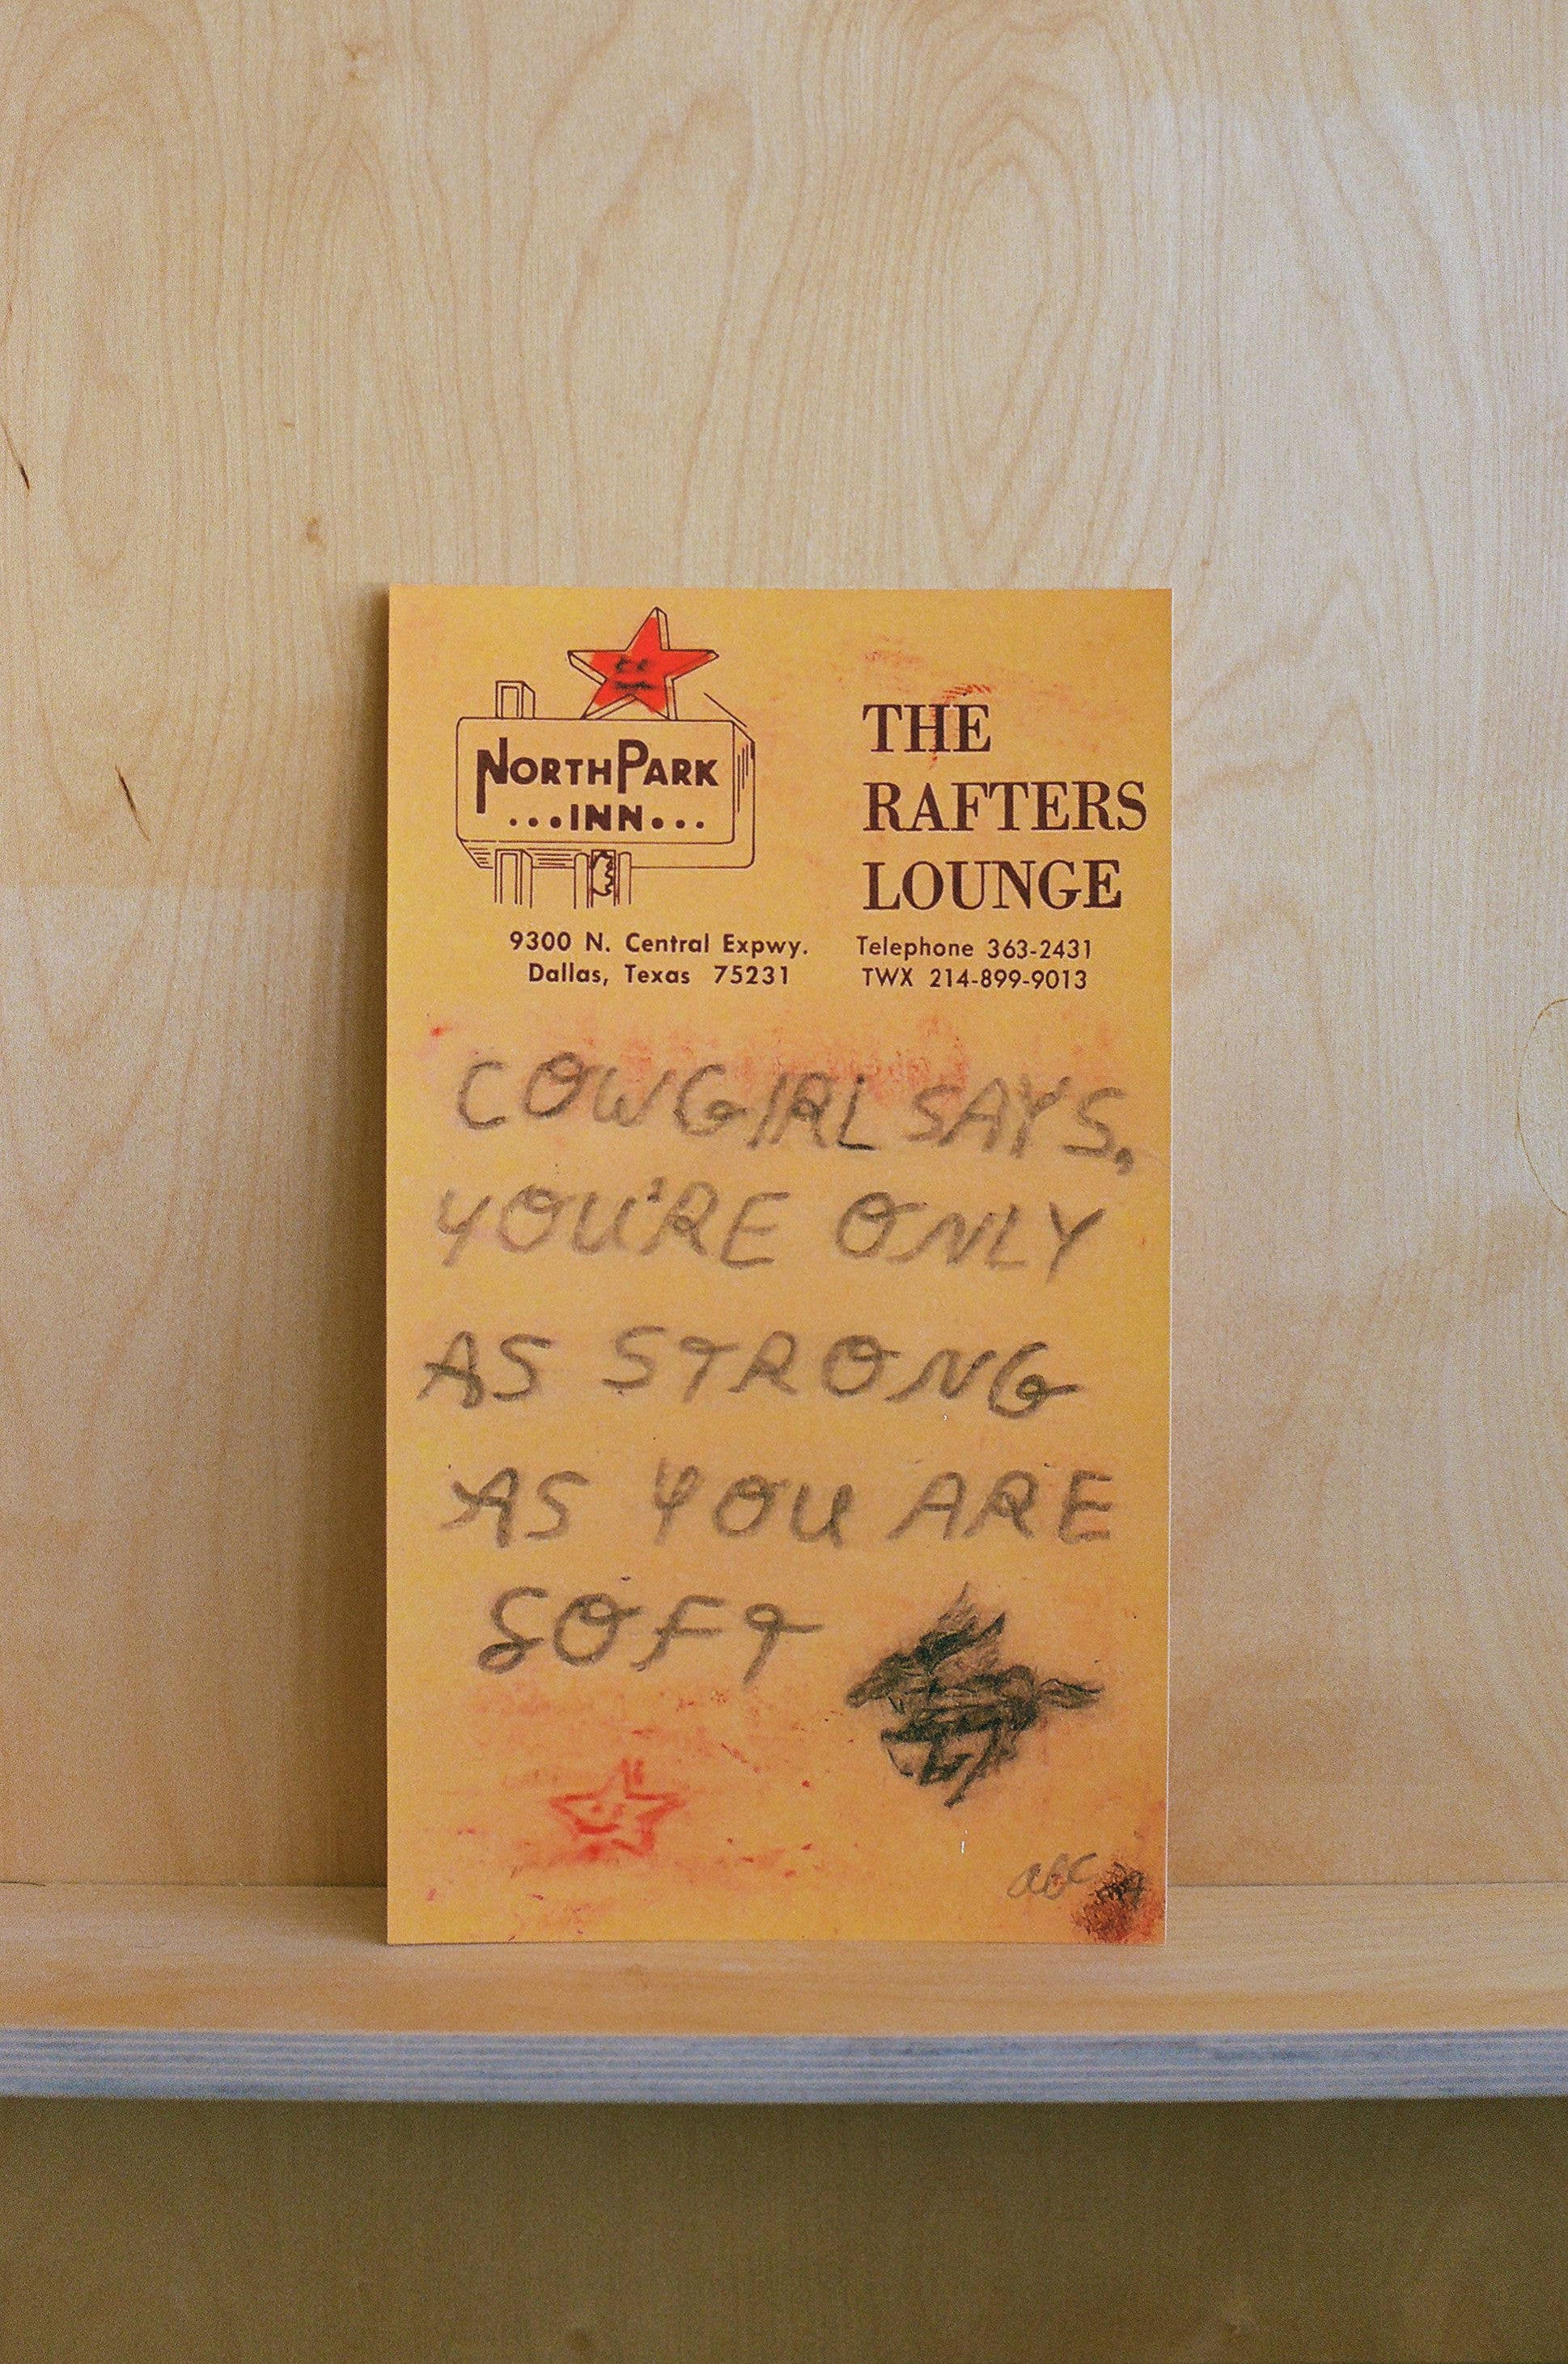 NORTHPARK
...INN...
THE
RAFTERS
LOUNGE
9300 N. Central Expwy.
Dallas, Texas 75231
Telephone 363-2431
TWX 214-899-9013
COWGIRL SAYS,
YOU'RE ONLY
AS STRONG
AS YOU ARE
SOFT
abc